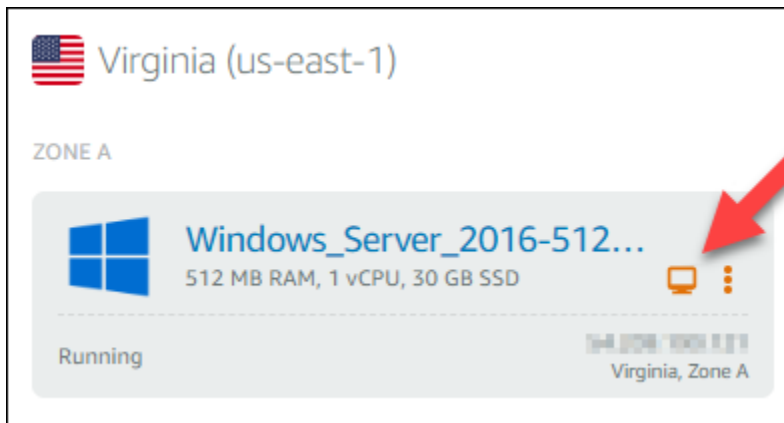 Virginia (us-east-1)
ZONE A
Windows_Server_2016-512...
512 MB RAM, 1 vCPU, 30 GB SSD
Running
Virginia, Zone A